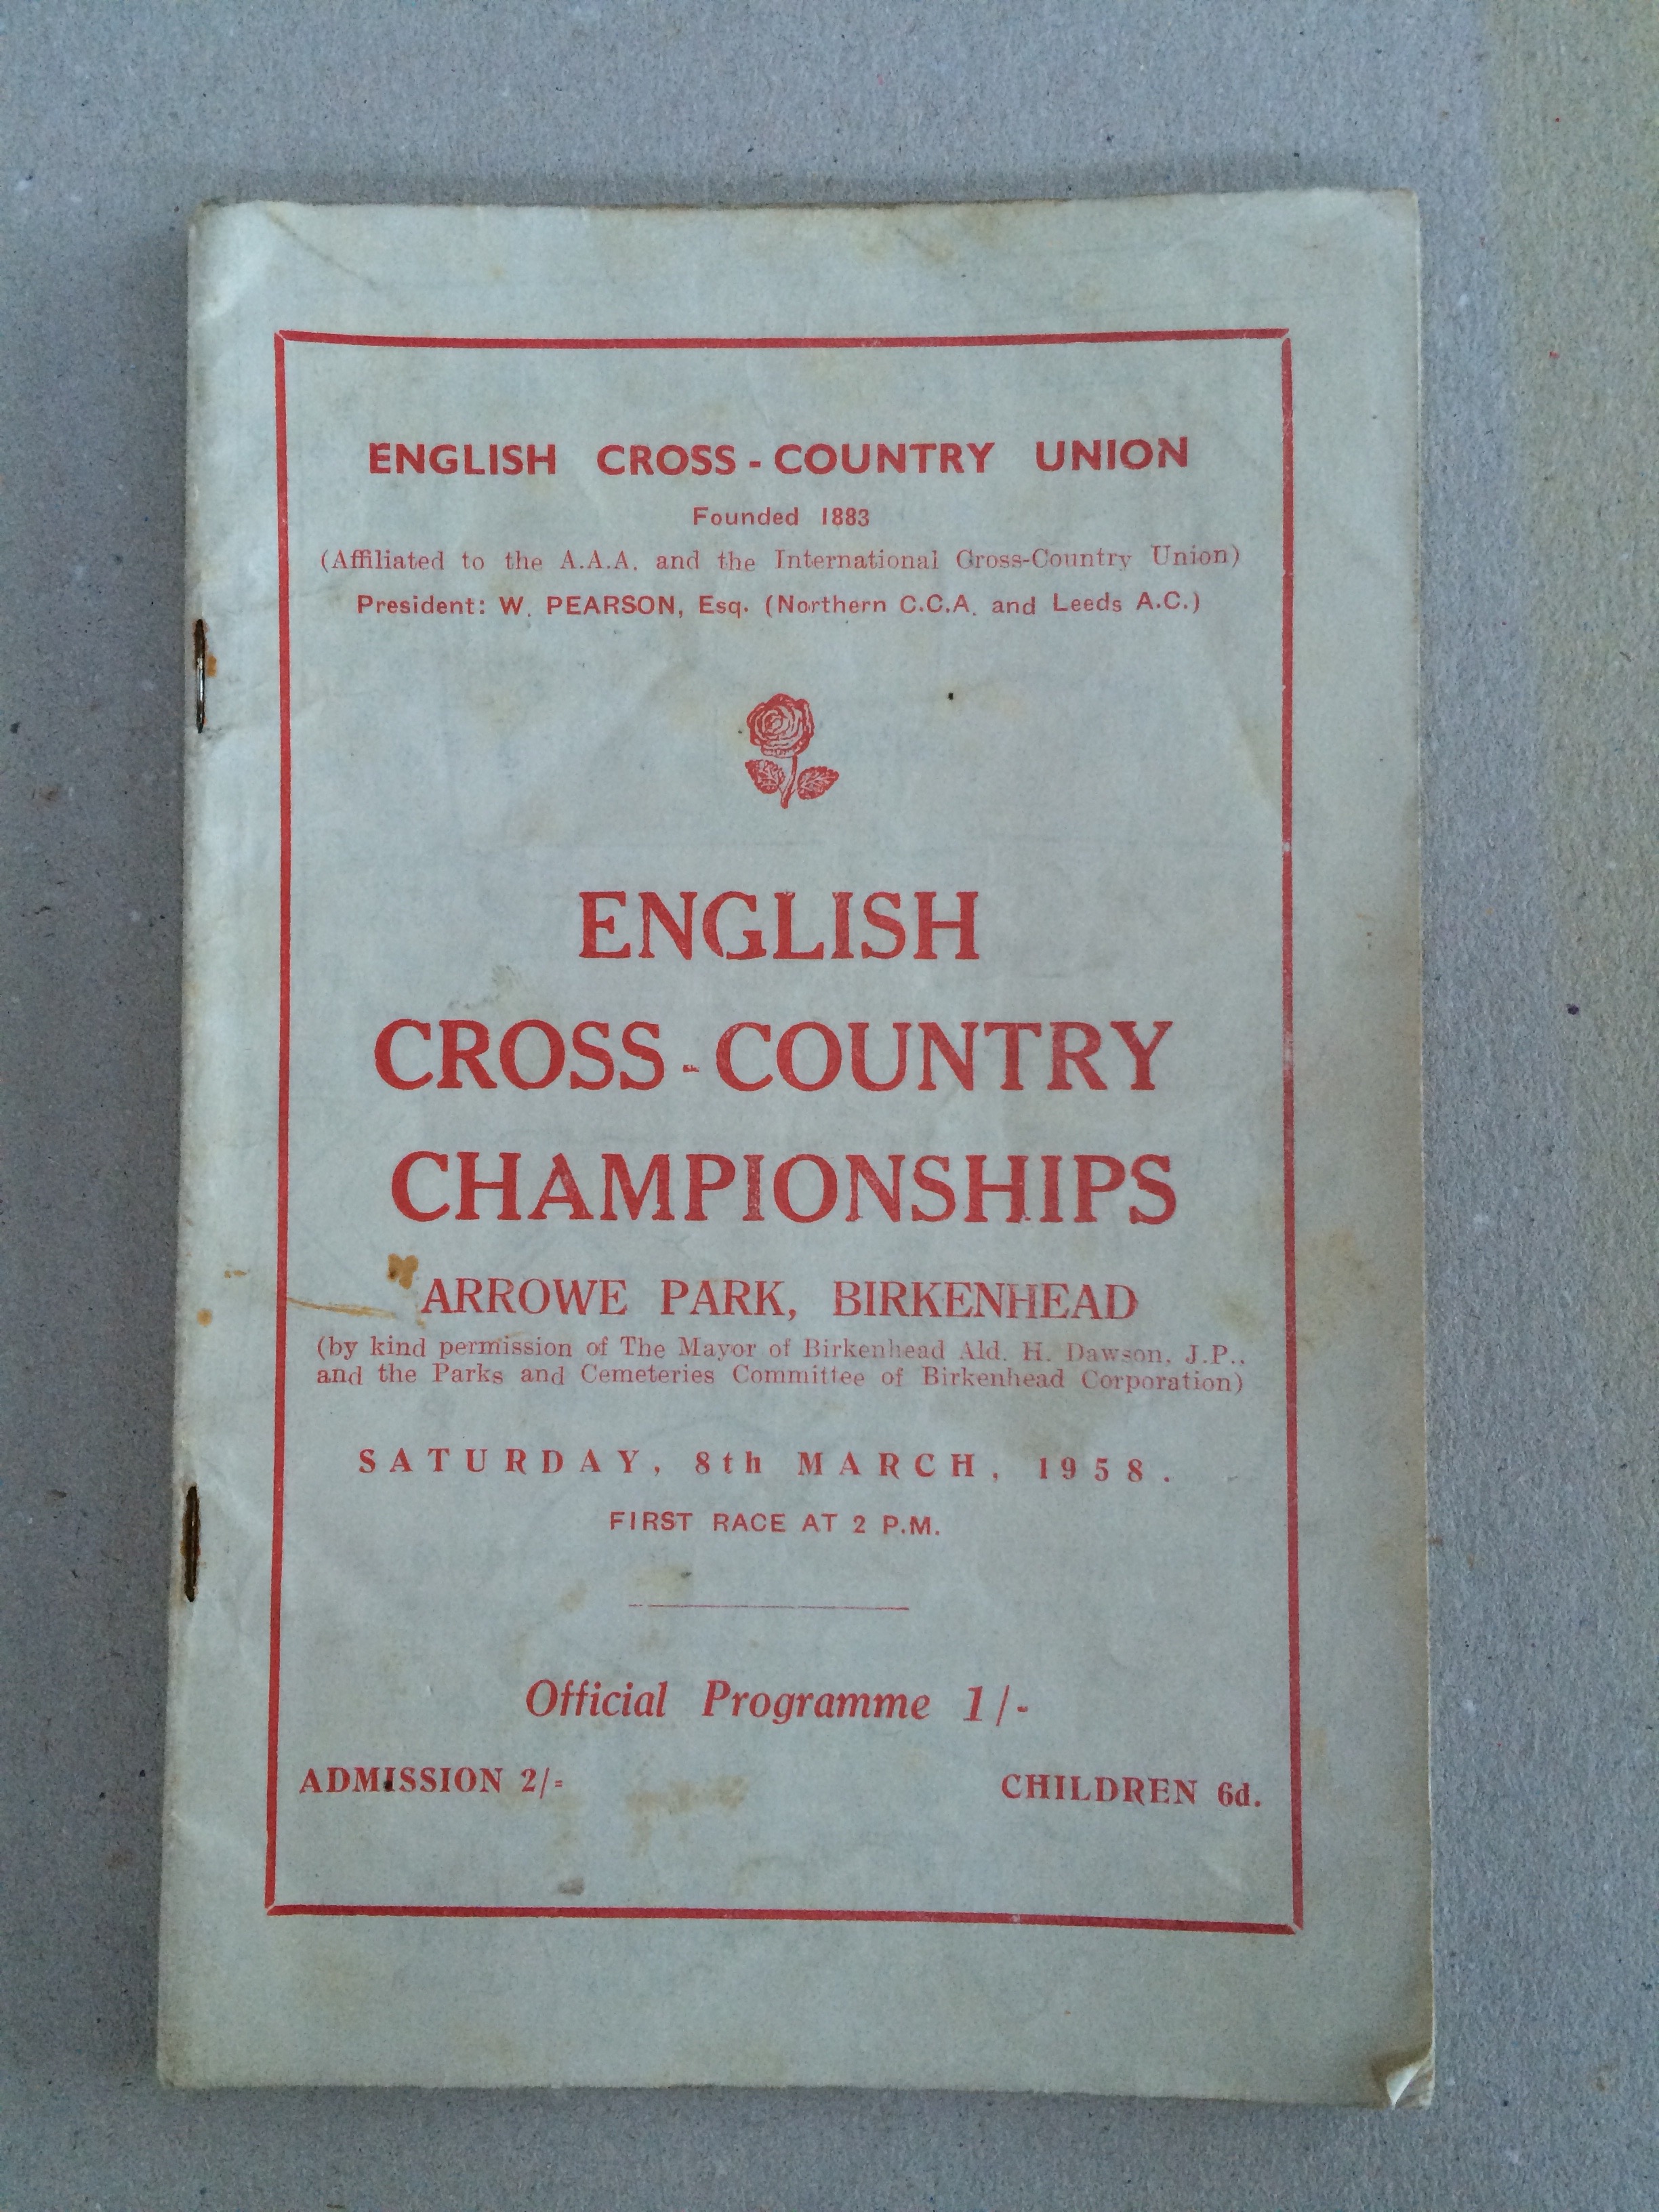 ENGLISH CROSS-COUNTRY UNION
Founded 1883
(Affiliated to the A.A.A. and the International Cross-Country Union)
President: W. PEARSON, Esq. (Northern C.C.A. and Leeds A.C.)
ENGLISH
CROSS-COUNTRY
CHAMPIONSHIPS
ARROWE PARK, BIRKENHEAD
(by kind permission of The Mayor of Birkenhead Ald. H. Dawson, J.P.,
and the Parks and Cemeteries Committee of Birkenhead Corporation)
SATURDAY, 8th MARCH, 1958.
FIRST RACE AT 2 P.M.
Official Programme 1/-
ADMISSION 2/= CHILDREN 6d.